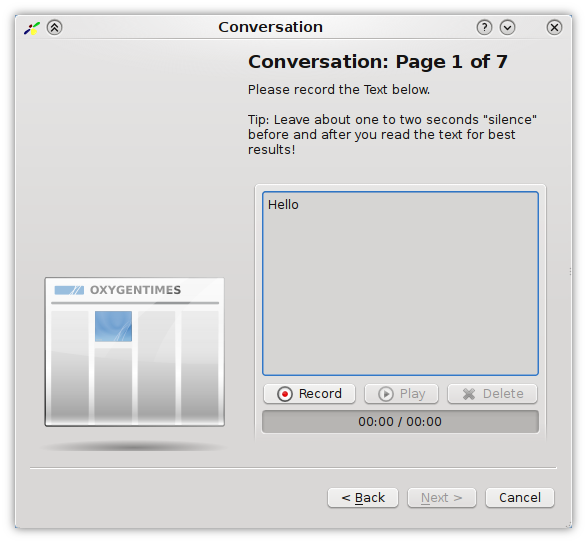 Conversation
Conversation: Page 1 of 7
Please record the Text below.
Tip: Leave about one to two seconds "silence"
before and after you read the text for best
results!
Hello
OXYGENTIMES
Record Play Delete
00:00 / 00:00
< Back Next > Cancel